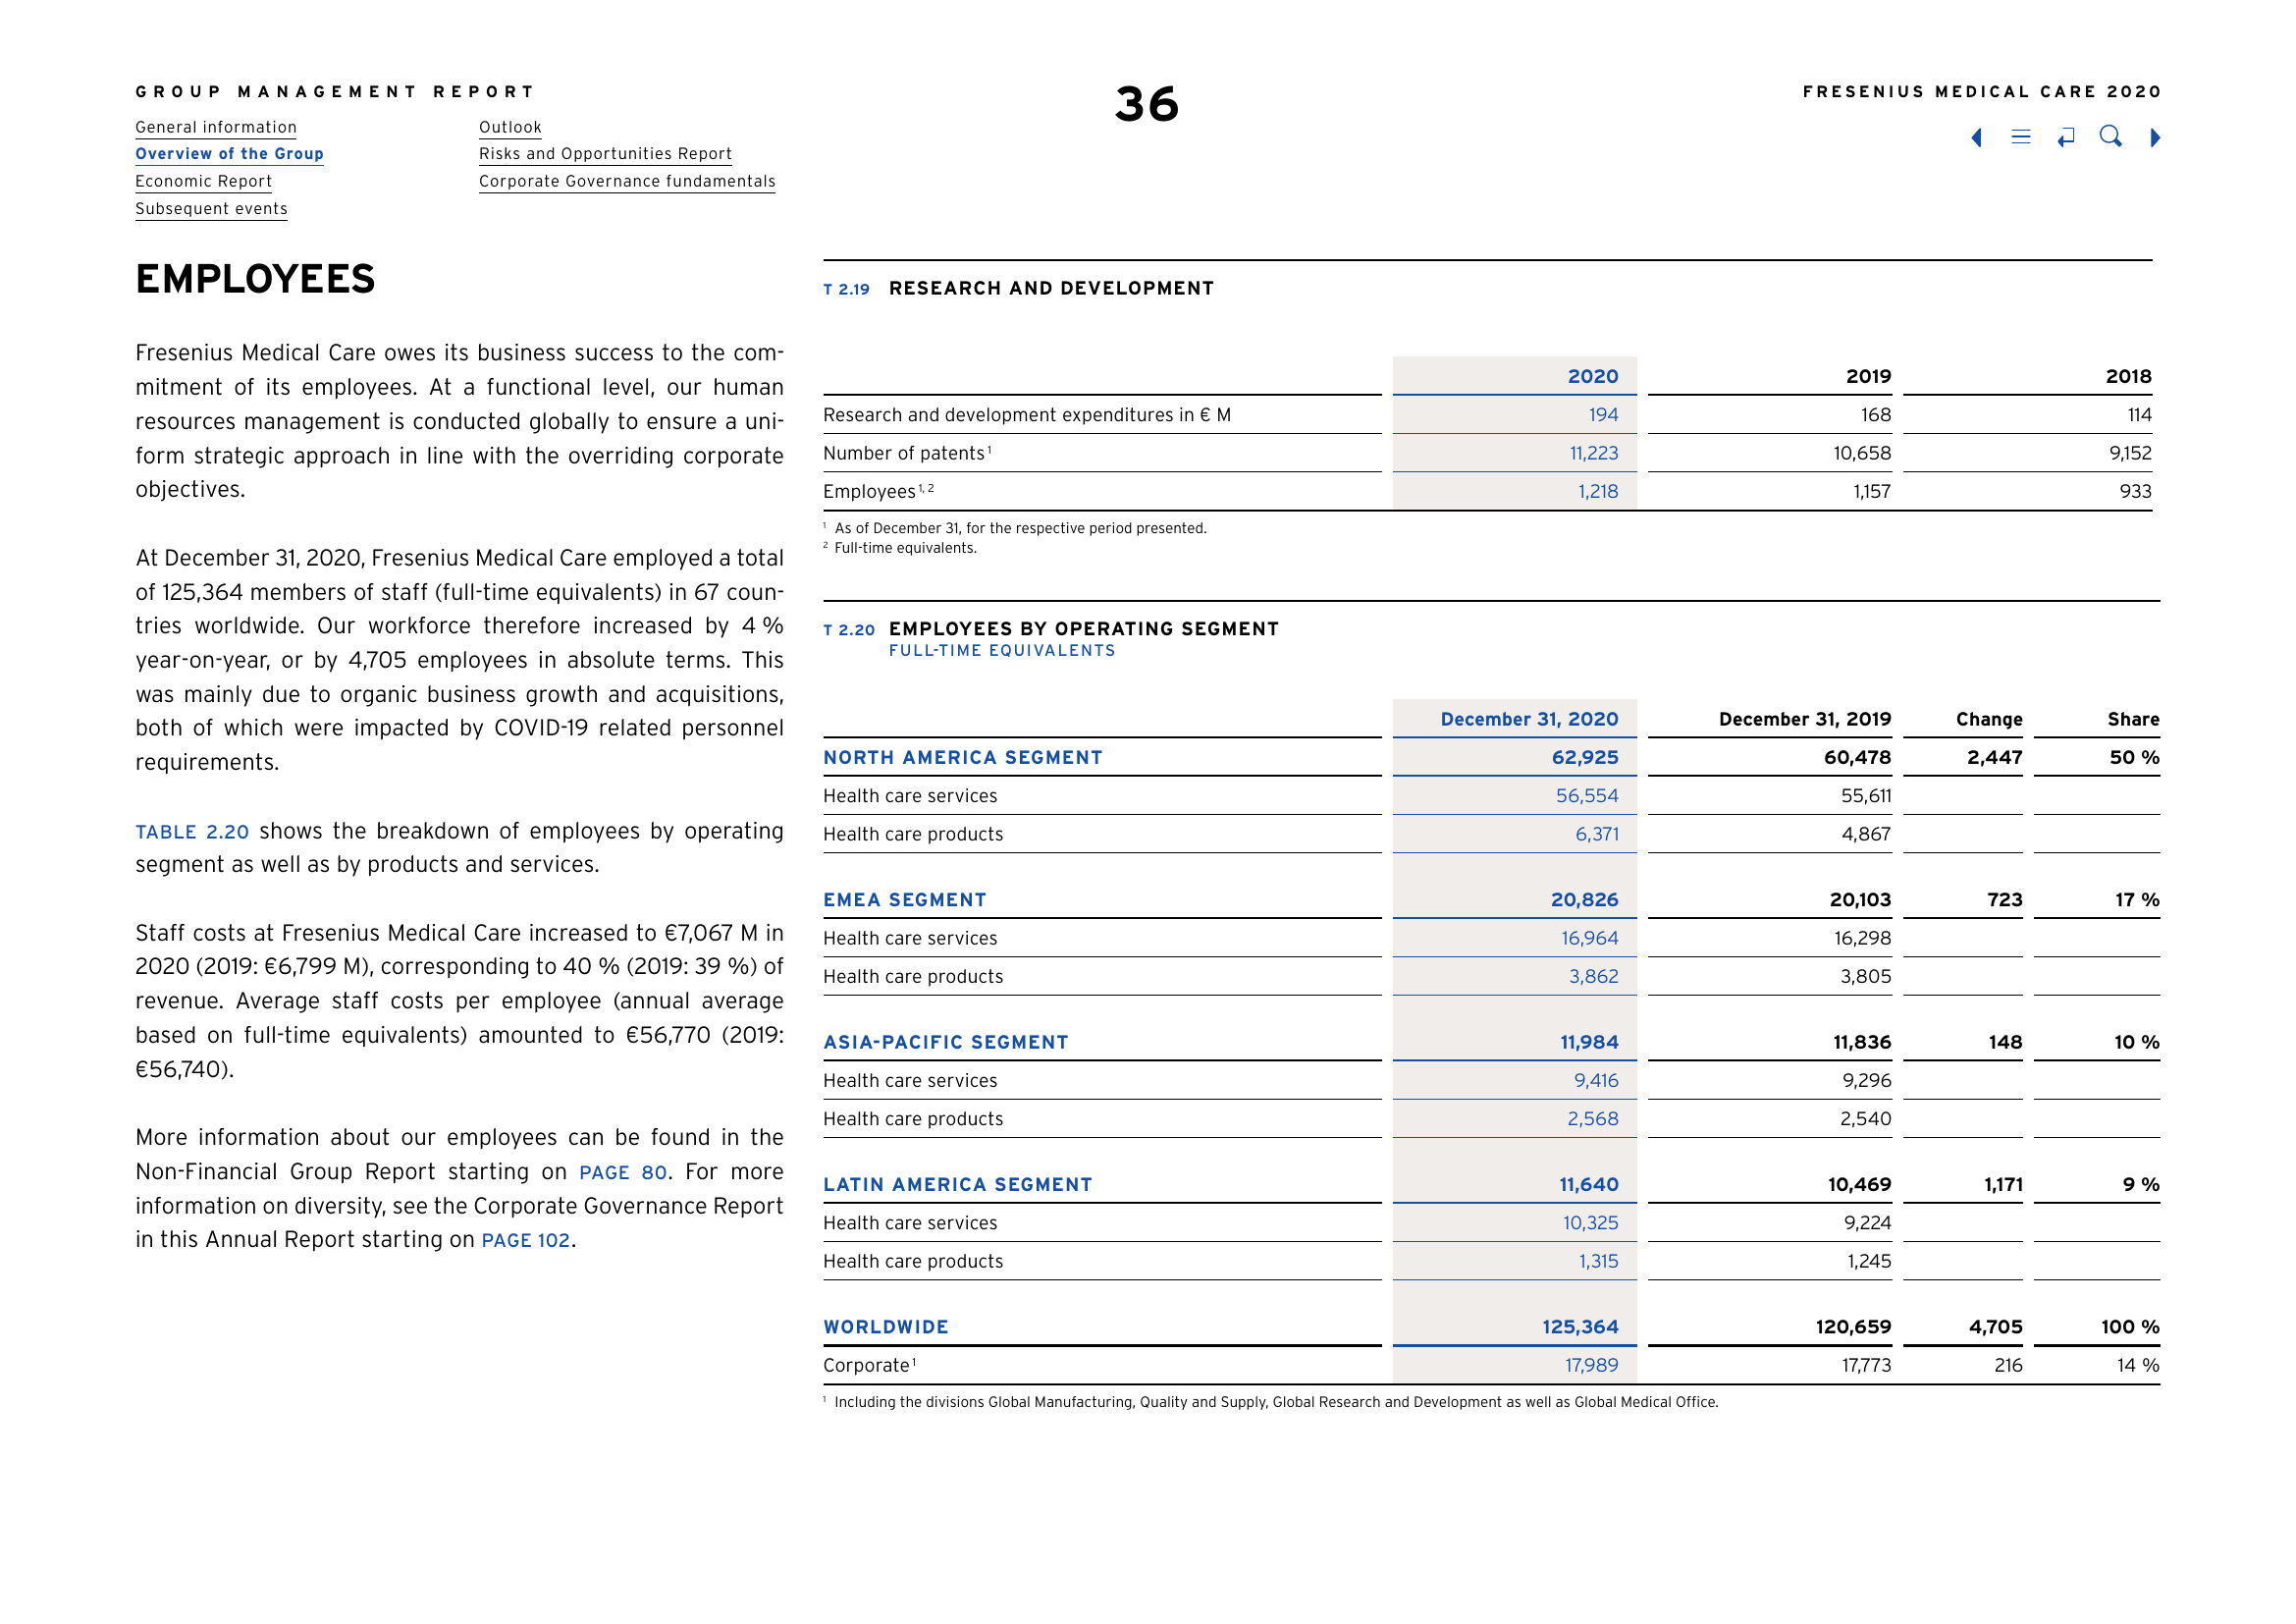 GROUP MANAGEMENT REPORT
General information
Overview of the Group
Economic Report
Subsequent events
Outlook
Risks and Opportunities Report
Corporate Governance fundamentals
36
FRESENIUS MEDICAL CARE 2020
EMPLOYEES
Fresenius Medical Care owes its business success to the com-
mitment of its employees. At a functional level, our human
resources management is conducted globally to ensure a uni-
form strategic approach in line with the overriding corporate
objectives.
At December 31, 2020, Fresenius Medical Care employed a total
of 125,364 members of staff (full-time equivalents) in 67 coun-
tries worldwide. Our workforce therefore increased by 4 %
year-on-year, or by 4,705 employees in absolute terms. This
was mainly due to organic business growth and acquisitions,
both of which were impacted by COVID-19 related personnel
requirements.
TABLE 2.20 shows the breakdown of employees by operating
segment as well as by products and services.
Staff costs at Fresenius Medical Care increased to €7,067 M in
2020 (2019: €6,799 M), corresponding to 40 % (2019: 39 %) of
revenue. Average staff costs per employee (annual average
based on full-time equivalents) amounted to €56,770 (2019:
€56,740).
More information about our employees can be found in the
Non-Financial Group Report starting on PAGE 80. For more
information on diversity, see the Corporate Governance Report
in this Annual Report starting on PAGE 102.
T 2.19 RESEARCH AND DEVELOPMENT
2020 2019 2018
Research and development expenditures in € M 194 168 114
Number of patents ¹ 11,223 10,658 9,152
Employees ¹, ² 1,218 1,157 933
¹ As of December 31, for the respective period presented.
² Full-time equivalents.
T 2.20 EMPLOYEES BY OPERATING SEGMENT
FULL-TIME EQUIVALENTS
December 31, 2020 December 31, 2019 Change Share
NORTH AMERICA SEGMENT 62,925 60,478 2,447 50 %
Health care services 56,554 55,611
Health care products 6,371 4,867
EMEA SEGMENT 20,826 20,103 723 17 %
Health care services 16,964 16,298
Health care products 3,862 3,805
ASIA-PACIFIC SEGMENT 11,984 11,836 148 10 %
Health care services 9,416 9,296
Health care products 2,568 2,540
LATIN AMERICA SEGMENT 11,640 10,469 1,171 9 %
Health care services 10,325 9,224
Health care products 1,315 1,245
WORLDWIDE 125,364 120,659 4,705 100 %
Corporate ¹ 17,989 17,773 216 14 %
¹ Including the divisions Global Manufacturing, Quality and Supply, Global Research and Development as well as Global Medical Office.